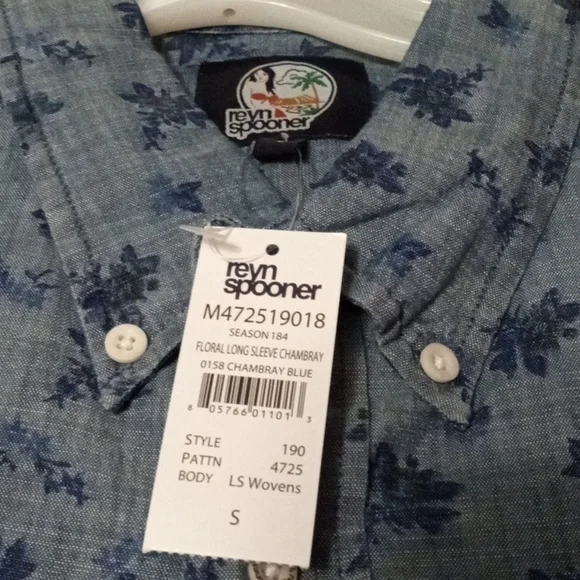 reyn
spooner
reyn
spooner
M472519018
SEASON 184
FLORAL LONG SLEEVE CHAMBRAY
0158 CHAMBRAY BLUE
8 05766 01101 3
STYLE 190
PATTN 4725
BODY LS Wovens
S